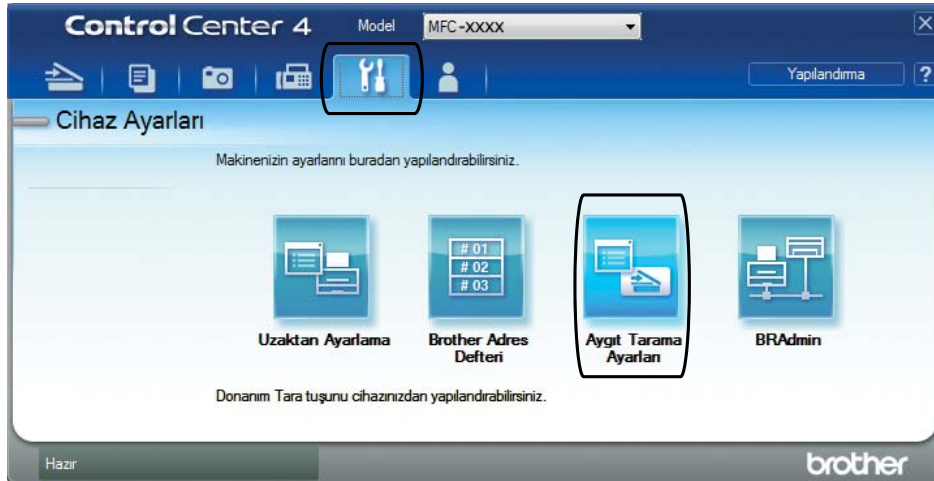 Control Center 4 Model MFC-XXXX
Yapılandırma ?
Cihaz Ayarları
Makinenizin ayarlarını buradan yapılandırabilirsiniz.
# 01
# 02
# 03
Uzaktan Ayarlama
Brother Adres
Defteri
Aygıt Tarama
Ayarları
BRAdmin
Donanım Tara tuşunu cihazınızdan yapılandırabilirsiniz.
Hazır
brother